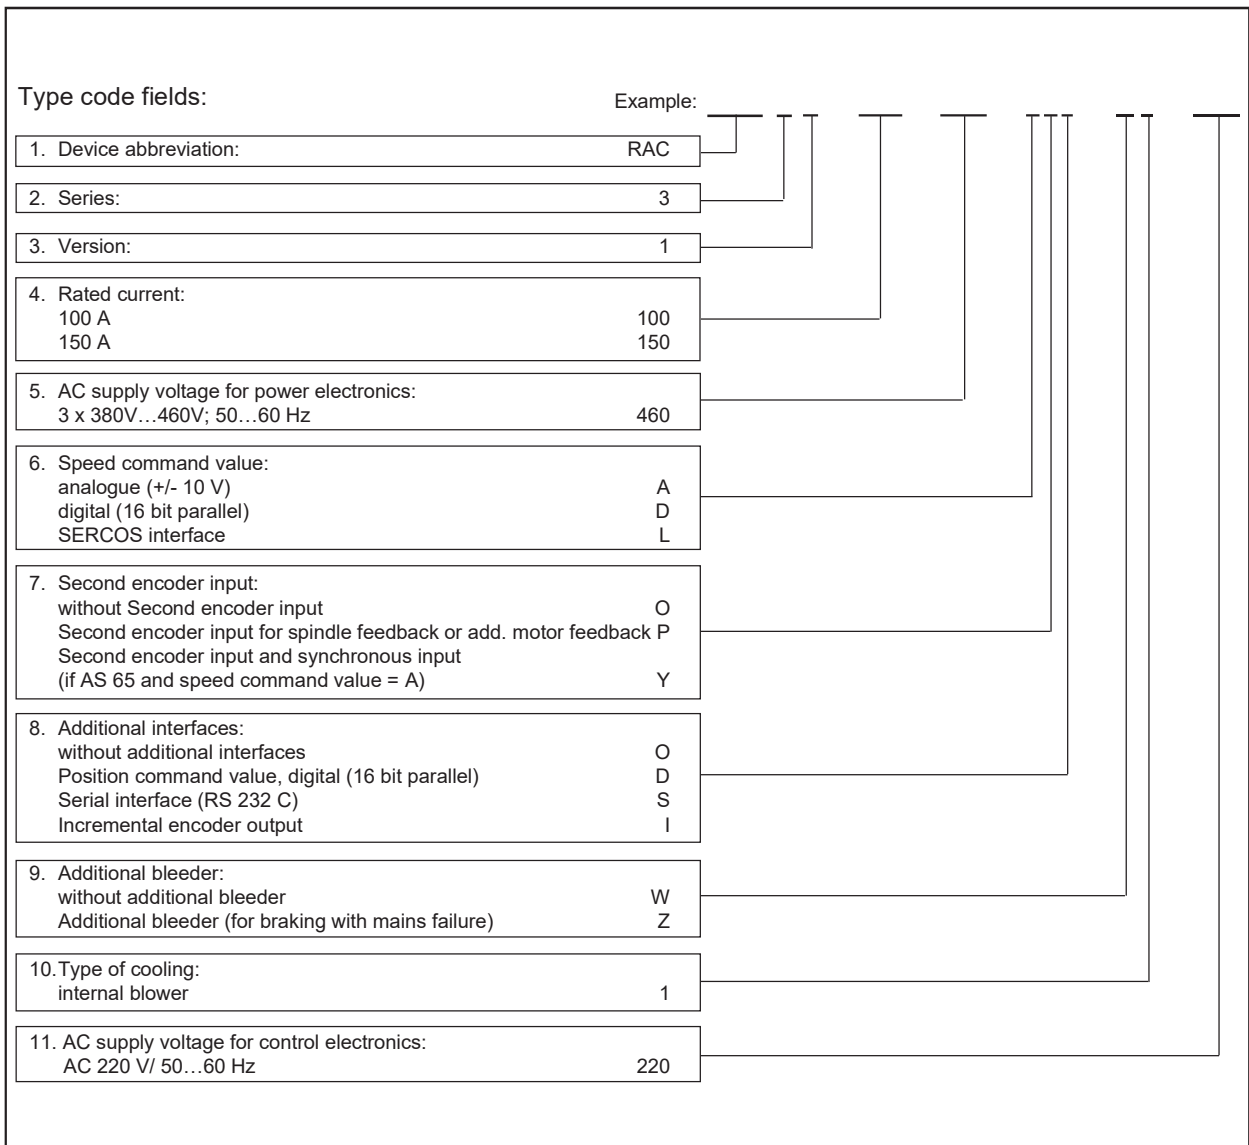 Type code fields:
Example:
1. Device abbreviation: RAC
2. Series: 3
3. Version: 1
4. Rated current:
100 A 100
150 A 150
5. AC supply voltage for power electronics:
3 x 380V…460V; 50…60 Hz 460
6. Speed command value:
analogue (+/- 10 V) A
digital (16 bit parallel) D
SERCOS interface L
7. Second encoder input:
without Second encoder input O
Second encoder input for spindle feedback or add. motor feedback P
Second encoder input and synchronous input
(if AS 65 and speed command value = A) Y
8. Additional interfaces:
without additional interfaces O
Position command value, digital (16 bit parallel) D
Serial interface (RS 232 C) S
Incremental encoder output I
9. Additional bleeder:
without additional bleeder W
Additional bleeder (for braking with mains failure) Z
10.Type of cooling:
internal blower 1
11. AC supply voltage for control electronics:
AC 220 V/ 50…60 Hz 220